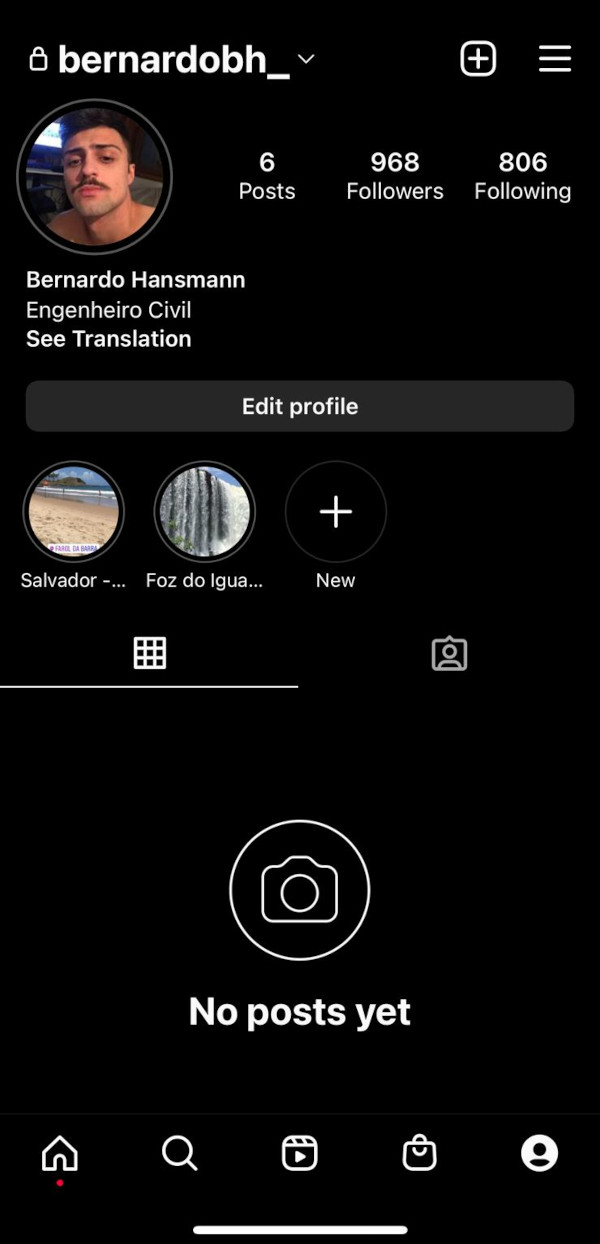 bernardobh_
6
968
806
Posts
Followers
Following
Bernardo Hansmann
Engenheiro Civil
See Translation
Edit profile
FAROL DA BARRA
Salvador -...
Foz do Igua...
New
No posts yet